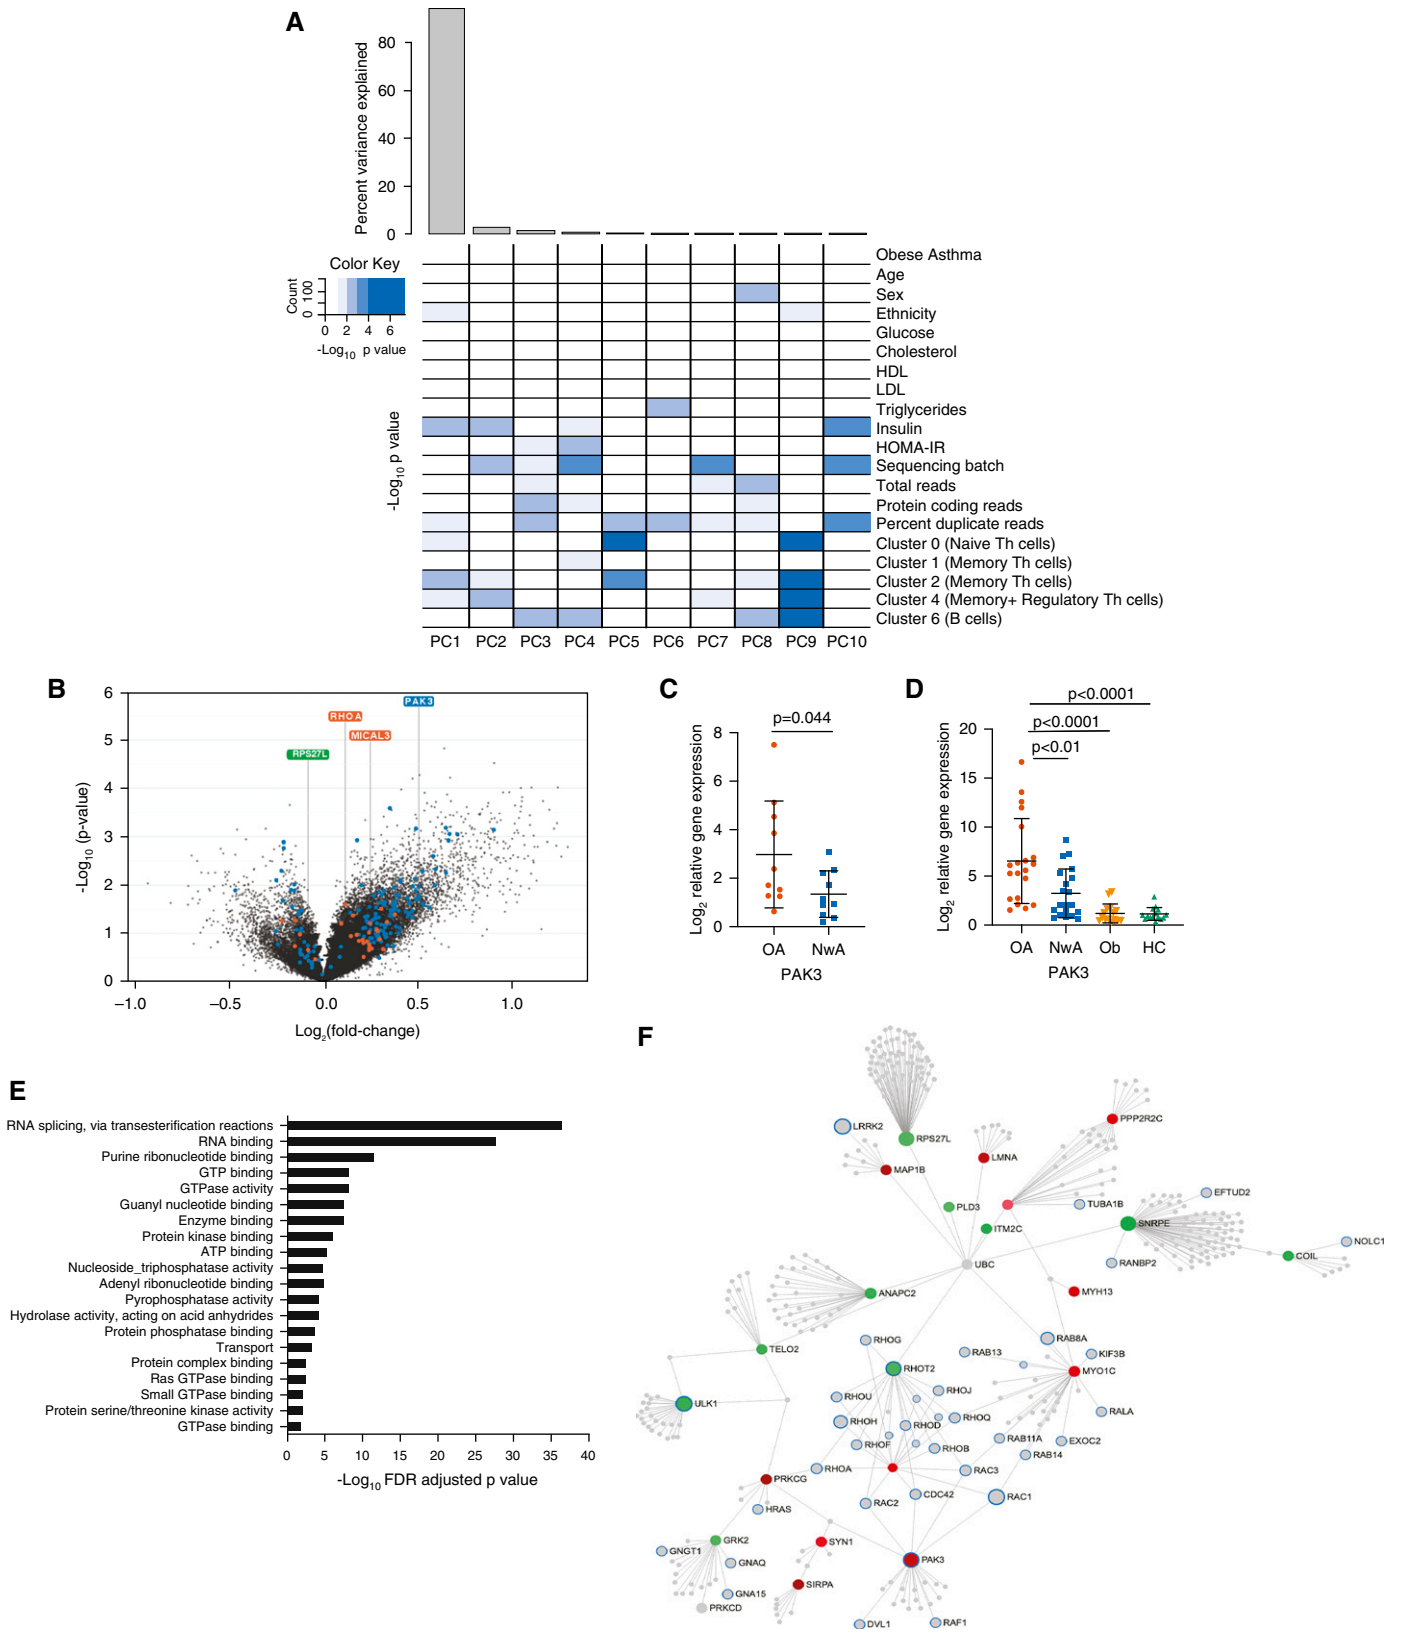 A
Percent variance explained
80
60
40
20
0
Color Key
Count
0 100
0 2 4 6
-Log10 p value
-Log10 p value
Obese Asthma
Age
Sex
Ethnicity
Glucose
Cholesterol
HDL
LDL
Triglycerides
Insulin
HOMA-IR
Sequencing batch
Total reads
Protein coding reads
Percent duplicate reads
Cluster 0 (Naive Th cells)
Cluster 1 (Memory Th cells)
Cluster 2 (Memory Th cells)
Cluster 4 (Memory+ Regulatory Th cells)
Cluster 6 (B cells)
PC1 PC2 PC3 PC4 PC5 PC6 PC7 PC8 PC9 PC10
B
-Log10 (p-value)
6
5
4
3
2
1
0
PAK3
RHOA
MICAL3
RPS27L
−1.0 −0.5 0.0 0.5 1.0
Log2(fold-change)
C
Log2 relative gene expression
8
6
4
2
0
p=0.044
OA NwA
PAK3
D
Log2 relative gene expression
20
15
10
5
0
p<0.0001
p<0.0001
p<0.01
OA NwA Ob HC
PAK3
E
RNA splicing, via transesterification reactions
RNA binding
Purine ribonucleotide binding
GTP binding
GTPase activity
Guanyl nucleotide binding
Enzyme binding
Protein kinase binding
ATP binding
Nucleoside_triphosphatase activity
Adenyl ribonucleotide binding
Pyrophosphatase activity
Hydrolase activity, acting on acid anhydrides
Protein phosphatase binding
Transport
Protein complex binding
Ras GTPase binding
Small GTPase binding
Protein serine/threonine kinase activity
GTPase binding
0 5 10 15 20 25 30 35 40
-Log10 FDR adjusted p value
F
LRRK2
RPS27L
PPP2R2C
MAP1B
LMNA
PLD3
TUBA1B
EFTUD2
ITM2C
SNRPE
NOLC1
COIL
UBC
RANBP2
ANAPC2
MYH13
RHOG
RAB8A
TELO2
RAB13
KIF3B
RHOT2
MYO1C
ULK1
RHOU
RHOJ
RALA
RHOH
RHOD
RHOQ
RHOF
RHOB
RAB11A
EXOC2
RAB14
RHOA
RAC3
PRKCG
CDC42
RAC1
RAC2
HRAS
GRK2
SYN1
GNGT1
GNAQ
PAK3
SIRPA
GNA15
PRKCD
DVL1
RAF1